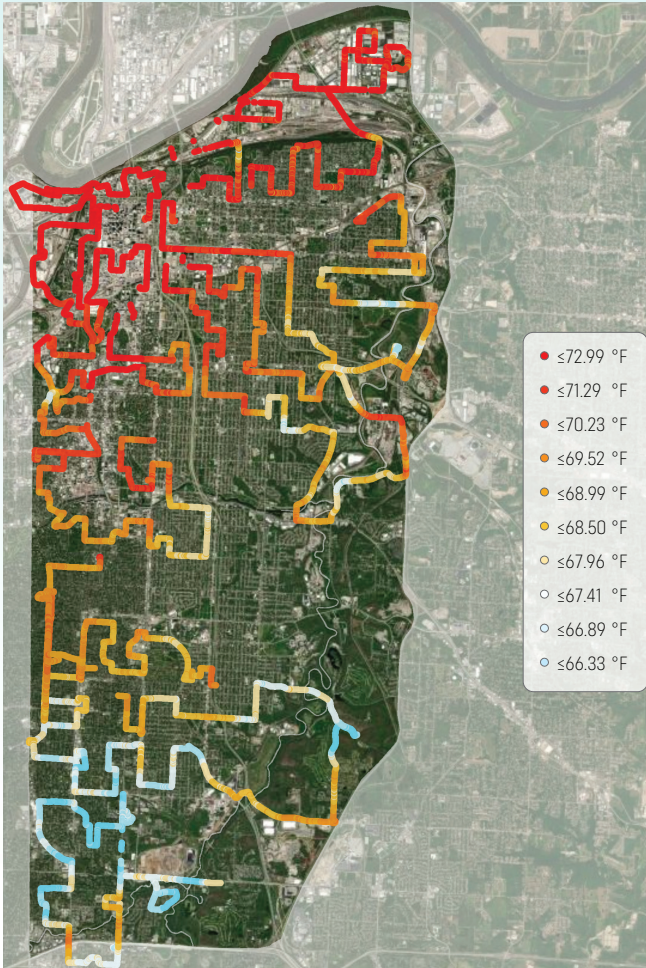 ≤72.99 °F
≤71.29 °F
≤70.23 °F
≤69.52 °F
≤68.99 °F
≤68.50 °F
≤67.96 °F
≤67.41 °F
≤66.89 °F
≤66.33 °F